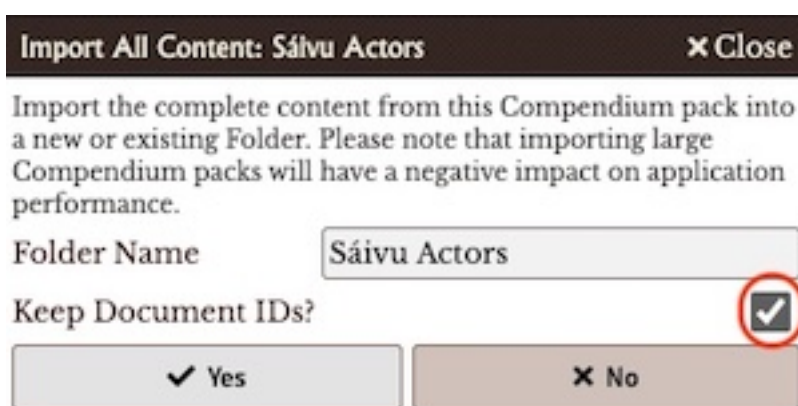 Import All Content: Sáivu Actors × Close
Import the complete content from this Compendium pack into
a new or existing Folder. Please note that importing large
Compendium packs will have a negative impact on application
performance.
Folder Name Sáivu Actors
Keep Document IDs?
Yes No